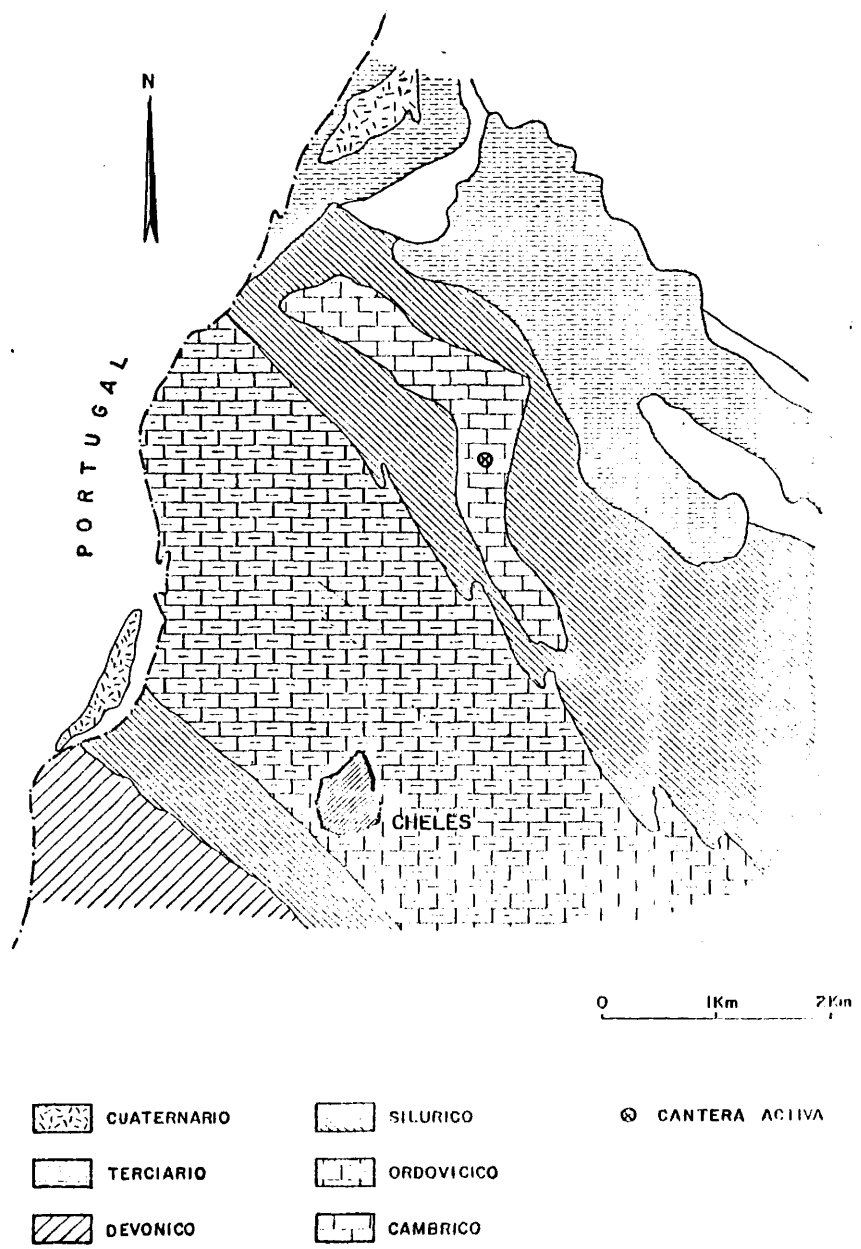 N
PORTUGAL
CHELES
0 1Km 2Km
CUATERNARIO
TERCIARIO
DEVONICO
SILURICO
ORDOVICICO
CAMBRICO
CANTERA ACTIVA